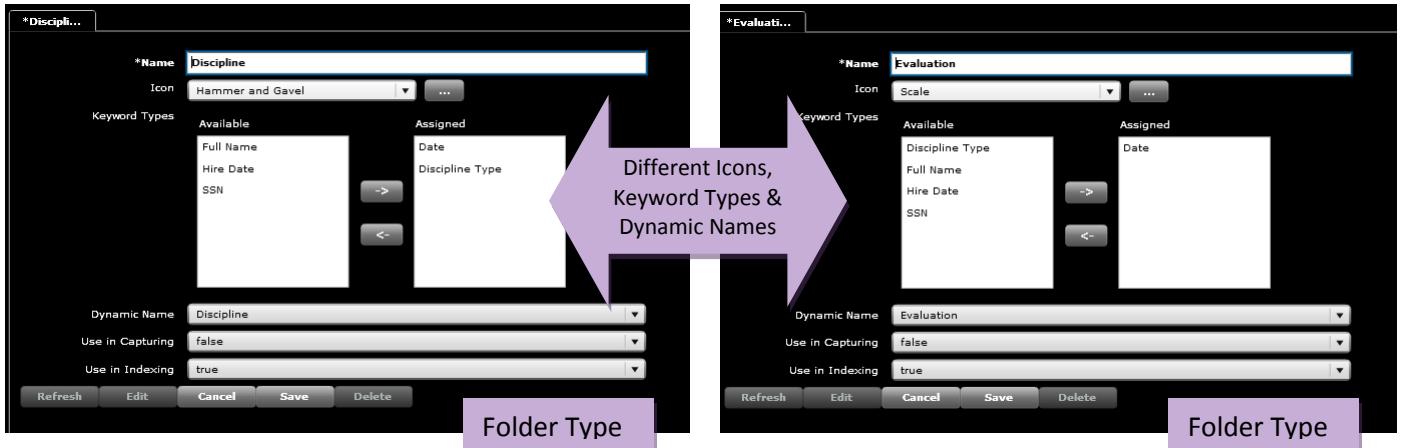 *Discipli...
*Name Discipline
Icon Hammer and Gavel ...
Keyword Types
Available Assigned
Full Name Date
Hire Date Discipline Type
SSN
->
<-
Dynamic Name Discipline
Use in Capturing false
Use in Indexing true
Refresh Edit Cancel Save Delete
Folder Type
Different Icons,
Keyword Types &
Dynamic Names
*Evaluati...
*Name Evaluation
Icon Scale ...
Keyword Types
Available Assigned
Discipline Type Date
Full Name
Hire Date
SSN
->
<-
Dynamic Name Evaluation
Use in Capturing false
Use in Indexing true
Refresh Edit Cancel Save Delete
Folder Type